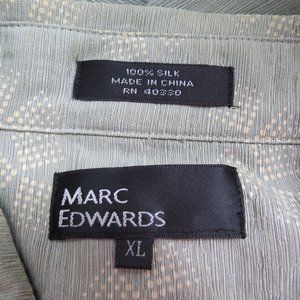 100% SILK
MADE IN CHINA
RN 40330
MARC
EDWARDS
XL